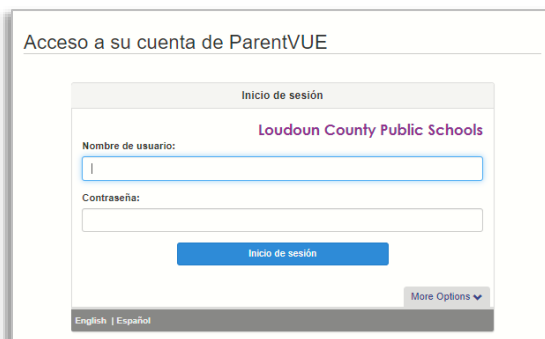 Acceso a su cuenta de ParentVUE
Inicio de sesión
Loudoun County Public Schools
Nombre de usuario:
Contraseña:
Inicio de sesión
More Options
English | Español